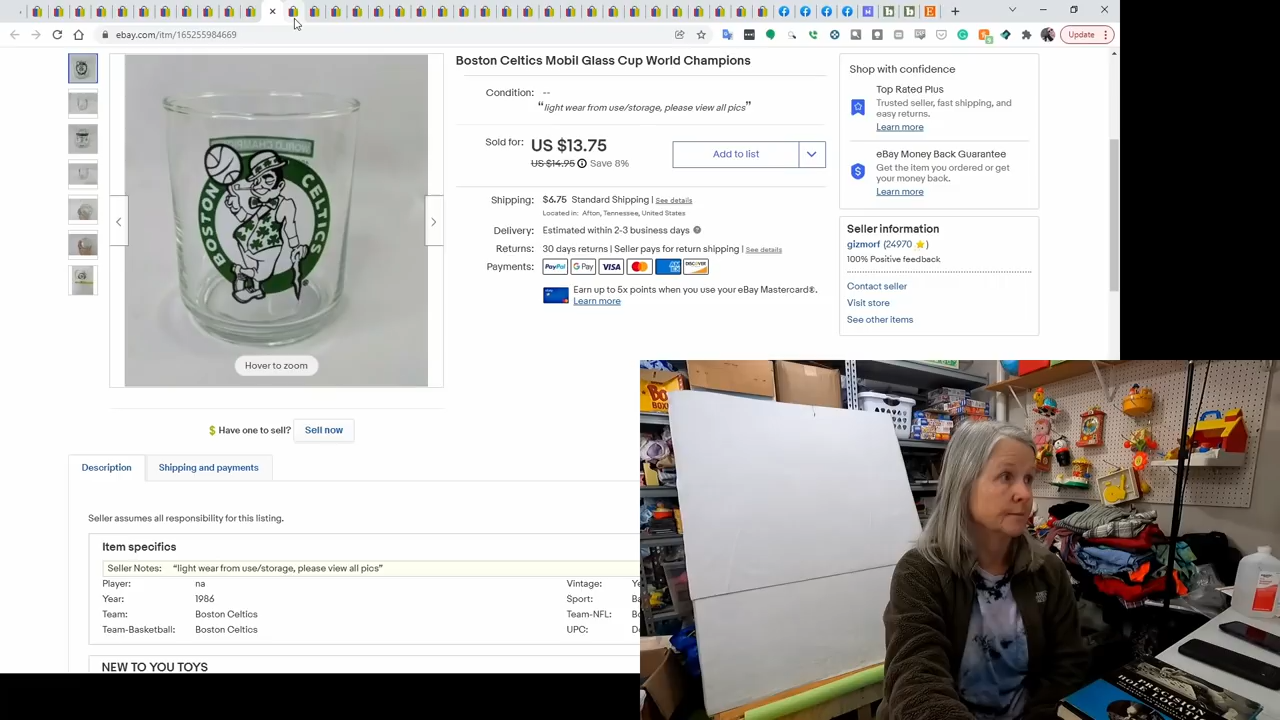 ebay.com/itm/165255984669
Update
Boston Celtics Mobil Glass Cup World Champions
Condition: --
“light wear from use/storage, please view all pics”
Sold for: US $13.75
US $14.95 Save 8%
Add to list
Shipping: $6.75 Standard Shipping | See details
Located in: Afton, Tennessee, United States
Delivery: Estimated within 2-3 business days
Returns: 30 days returns | Seller pays for return shipping | See details
Payments: PayPal G Pay VISA DISCOVER
Earn up to 5x points when you use your eBay Mastercard®.
Learn more
Shop with confidence
Top Rated Plus
Trusted seller, fast shipping, and
easy returns.
Learn more
eBay Money Back Guarantee
Get the item you ordered or get
your money back.
Learn more
Seller information
gizmorf (24970 )
100% Positive feedback
Contact seller
Visit store
See other items
BOSTON CELTICS
Hover to zoom
Have one to sell? Sell now
Description
Shipping and payments
Seller assumes all responsibility for this listing.
Item specifics
Seller Notes: “light wear from use/storage, please view all pics”
Player: na
Vintage:
Year: 1986
Sport:
Team: Boston Celtics
Team-NFL:
Team-Basketball: Boston Celtics
UPC:
NEW TO YOU TOYS
PRECISION